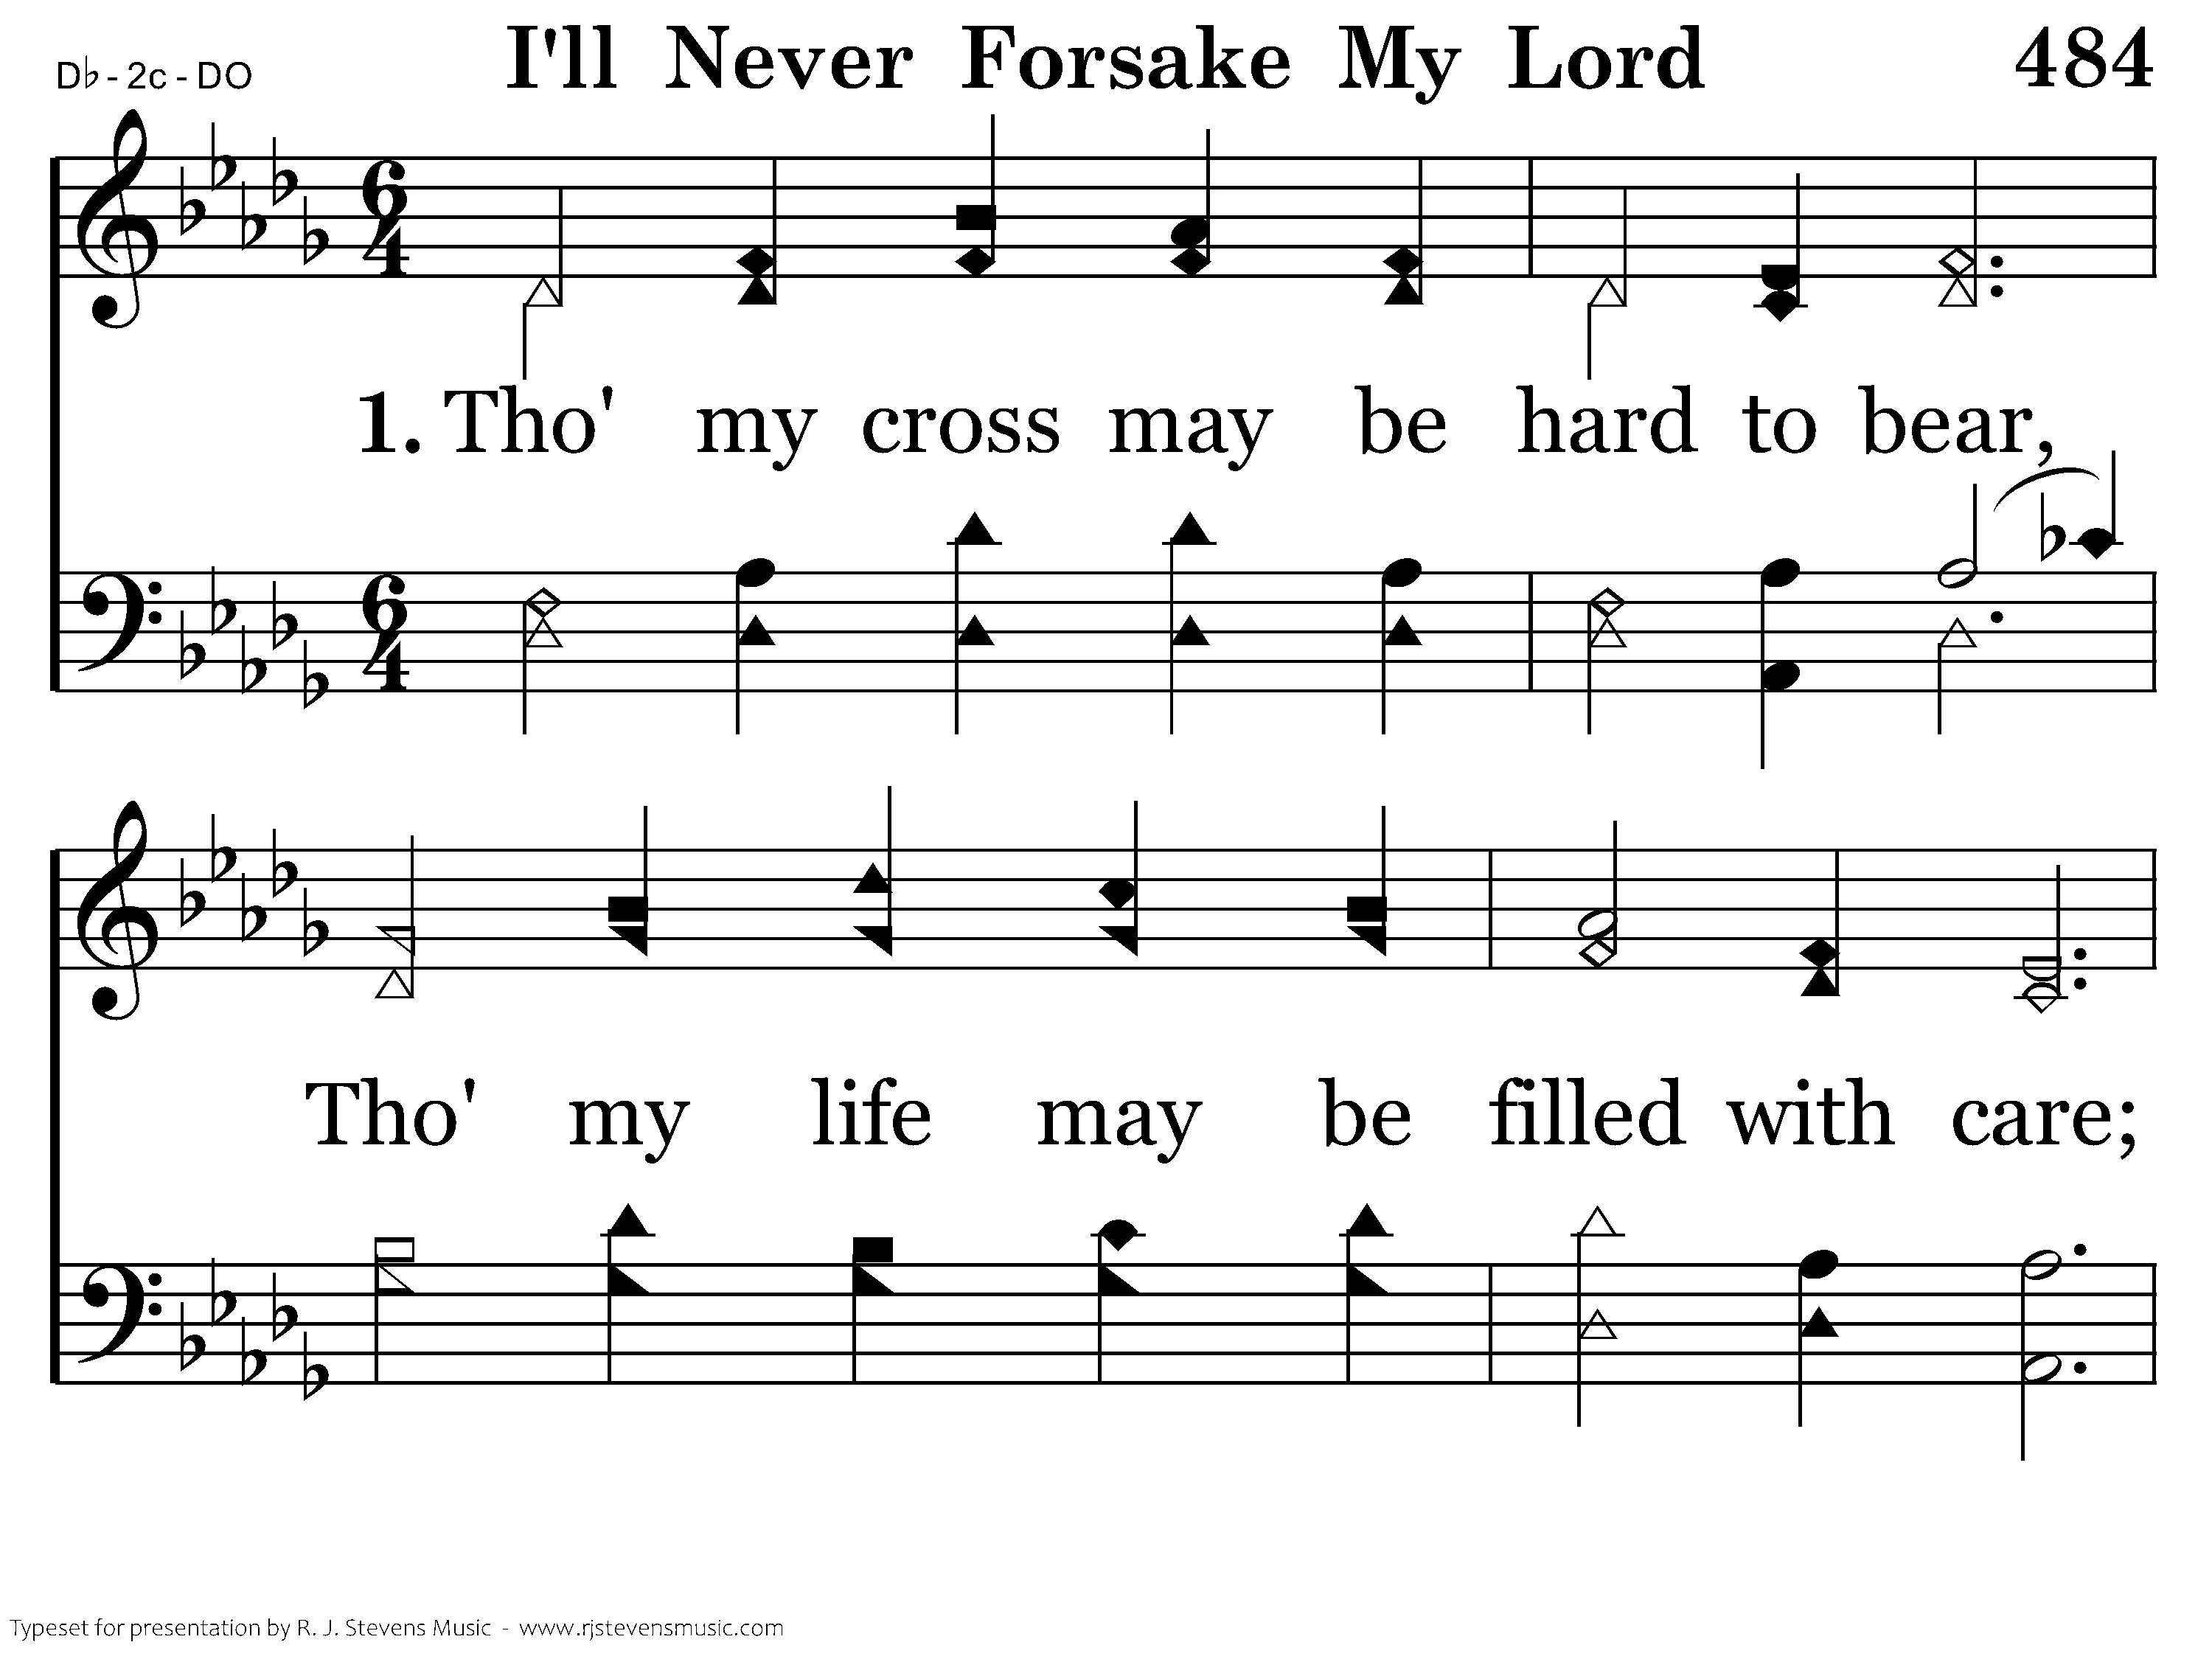 D♭ - 2c - DO
I'll Never Forsake My Lord
484
1. Tho' my cross may be hard to bear,
Tho' my life may be filled with care;
Typeset for presentation by R. J. Stevens Music - www.rjstevensmusic.com